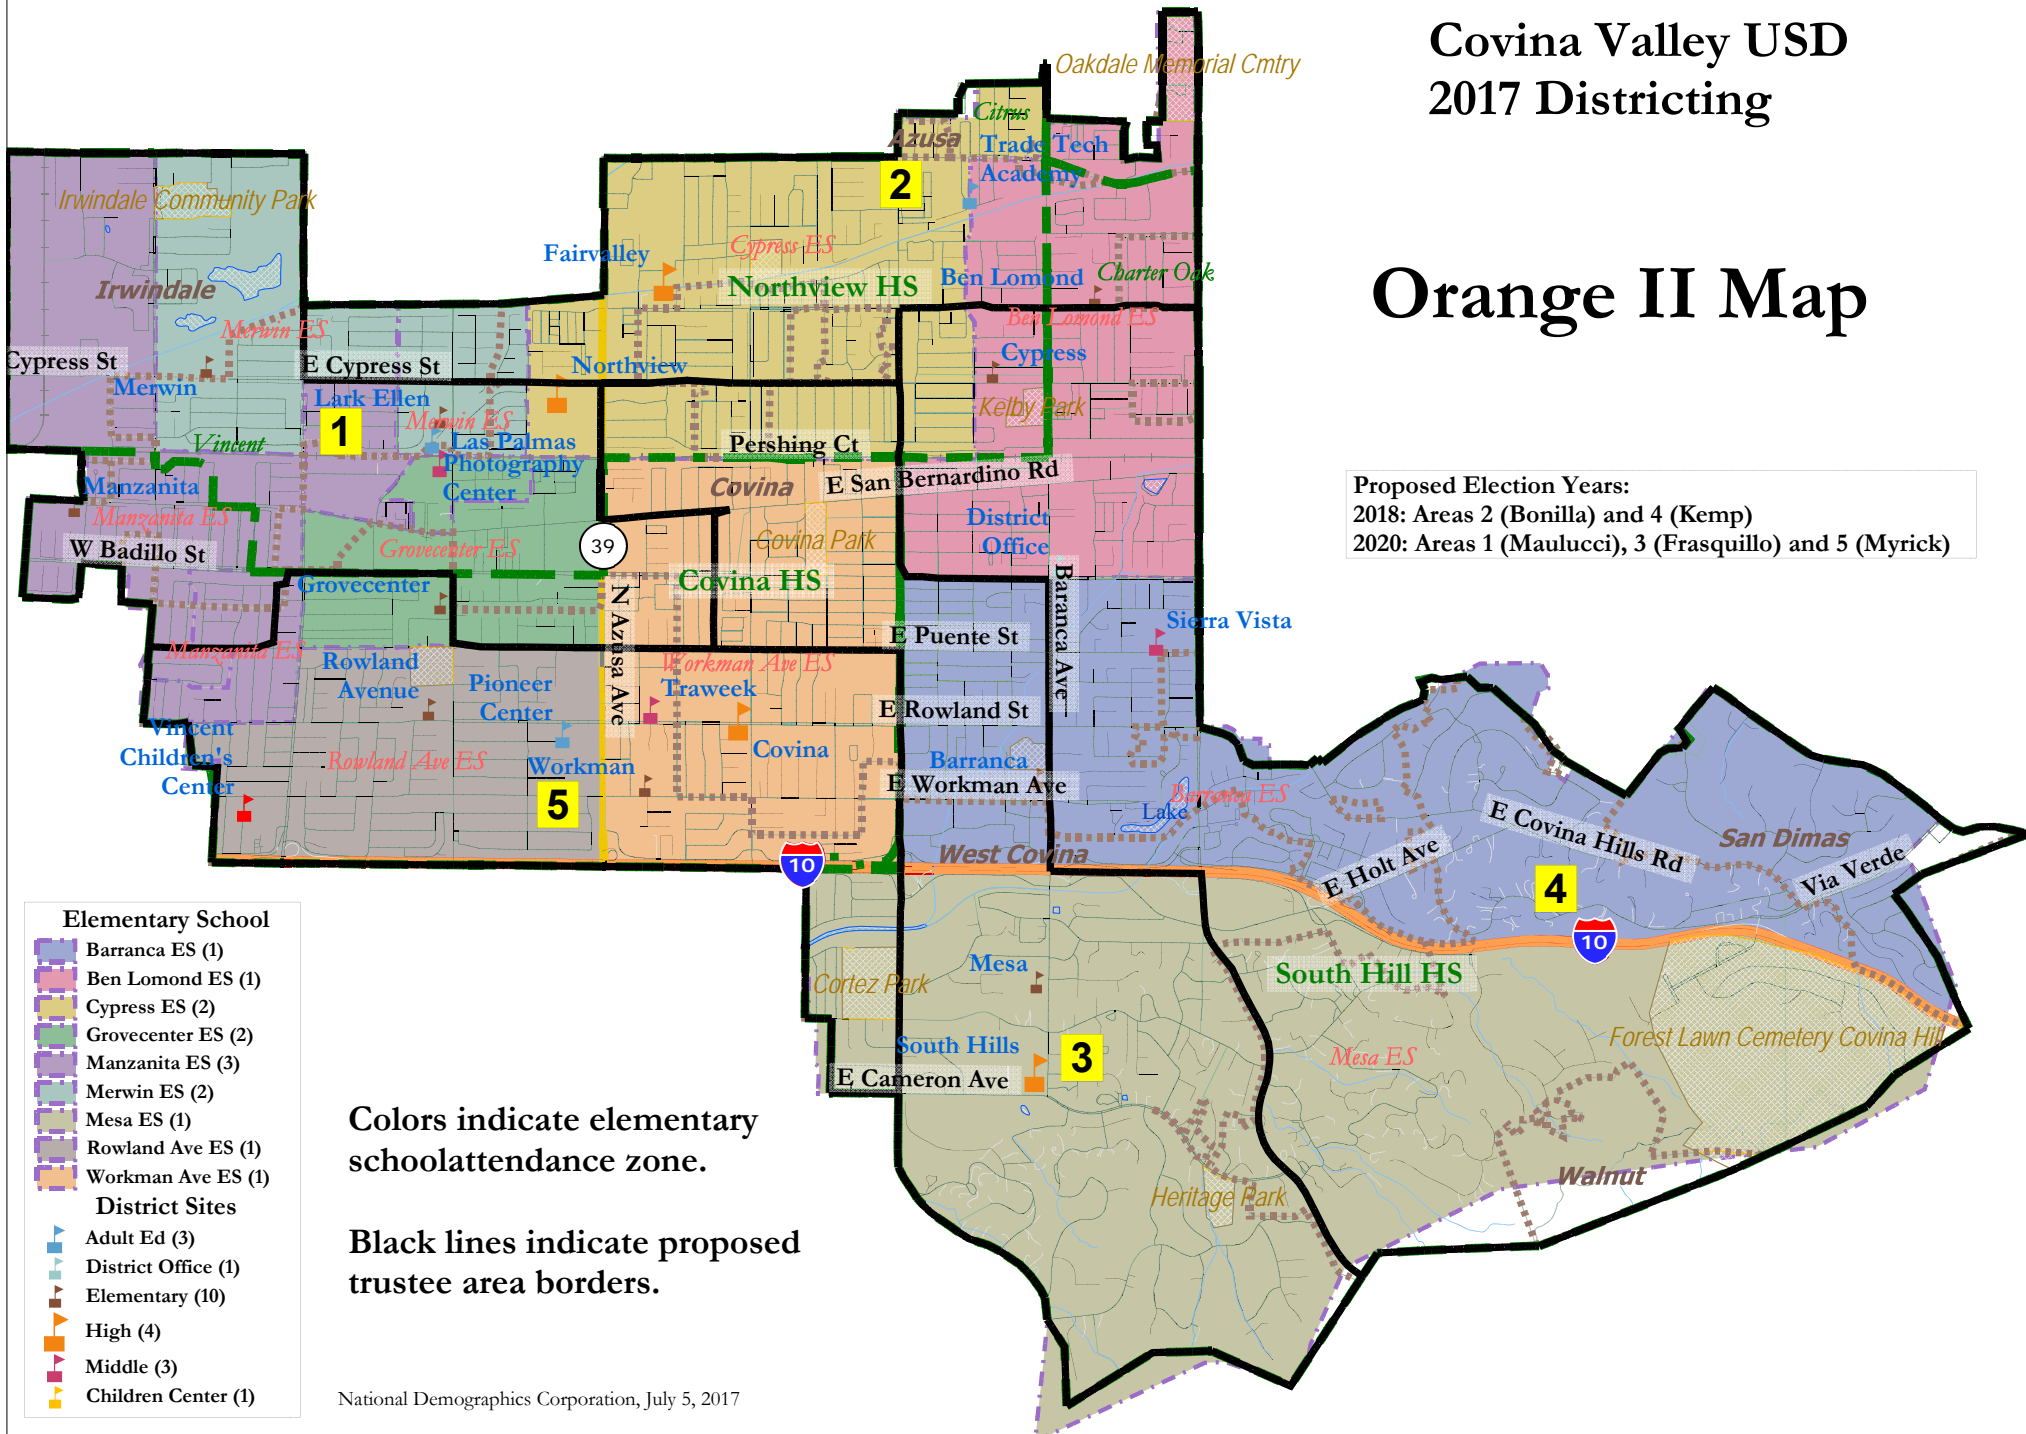 Covina Valley USD
2017 Districting
Orange II Map
Proposed Election Years:
2018: Areas 2 (Bonilla) and 4 (Kemp)
2020: Areas 1 (Maulucci), 3 (Frasquillo) and 5 (Myrick)
Oakdale Memorial Cmtry
Citrus
Azusa
Trade Tech
Academy
2
Irwindale Community Park
Fairvalley
Cypress ES
Northview HS
Ben Lomond
Charter Oak
Irwindale
Merwin ES
Ben Lomond ES
Cypress St
E Cypress St
Northview
Cypress
Merwin
Lark Ellen
1
Merwin ES
Kelby Park
Vincent
Las Palmas
Photography
Center
Pershing Ct
E San Bernardino Rd
Manzanita
Covina
Manzanita ES
District
Office
W Badillo St
Grovecenter ES
39
Covina Park
Grovecenter
Covina HS
N Azusa Ave
Baranca Ave
E Puente St
Sierra Vista
Manzanita ES
Rowland
Avenue
Pioneer
Center
Workman Ave ES
Traweek
E Rowland St
Vincent
Children's
Center
Rowland Ave ES
Workman
Covina
Barranca
E Workman Ave
5
Barranca ES
Lake
E Covina Hills Rd
San Dimas
10
West Covina
E Holt Ave
4
Via Verde
10
Mesa
South Hill HS
Cortez Park
Forest Lawn Cemetery Covina Hill
South Hills
3
Mesa ES
E Cameron Ave
Heritage Park
Walnut
Elementary School
Barranca ES (1)
Ben Lomond ES (1)
Cypress ES (2)
Grovecenter ES (2)
Manzanita ES (3)
Merwin ES (2)
Mesa ES (1)
Rowland Ave ES (1)
Workman Ave ES (1)
District Sites
Adult Ed (3)
District Office (1)
Elementary (10)
High (4)
Middle (3)
Children Center (1)
Colors indicate elementary
schoolattendance zone.
Black lines indicate proposed
trustee area borders.
National Demographics Corporation, July 5, 2017